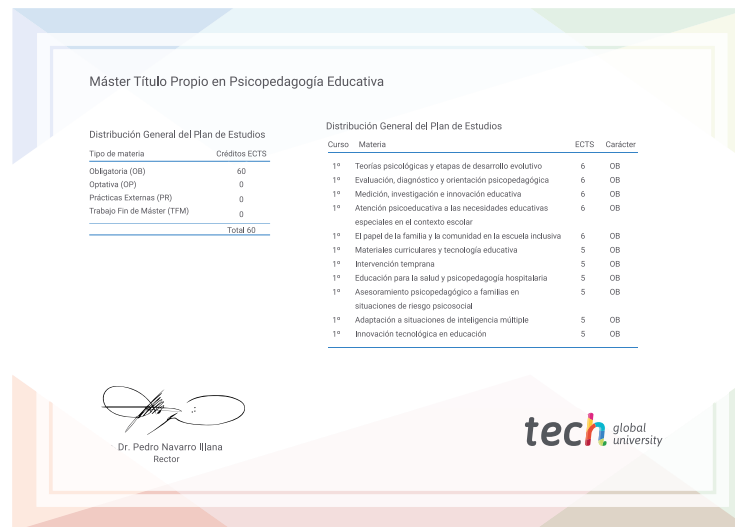 Máster Título Propio en Psicopedagogía Educativa
Distribución General del Plan de Estudios
Tipo de materia Créditos ECTS
Obligatoria (OB) 60
Optativa (OP) 0
Prácticas Externas (PR) 0
Trabajo Fin de Máster (TFM) 0
Total 60
Distribución General del Plan de Estudios
Curso Materia ECTS Carácter
1º Teorías psicológicas y etapas de desarrollo evolutivo 6 OB
1º Evaluación, diagnóstico y orientación psicopedagógica 6 OB
1º Medición, investigación e innovación educativa 6 OB
1º Atención psicoeducativa a las necesidades educativas 6 OB
especiales en el contexto escolar
1º El papel de la familia y la comunidad en la escuela inclusiva 6 OB
1º Materiales curriculares y tecnología educativa 5 OB
1º Intervención temprana 5 OB
1º Educación para la salud y psicopedagogía hospitalaria 5 OB
1º Asesoramiento psicopedagógico a familias en 5 OB
situaciones de riesgo psicosocial
1º Adaptación a situaciones de inteligencia múltiple 5 OB
1º Innovación tecnológica en educación 5 OB
Dr. Pedro Navarro Illana
Rector
tech global
university